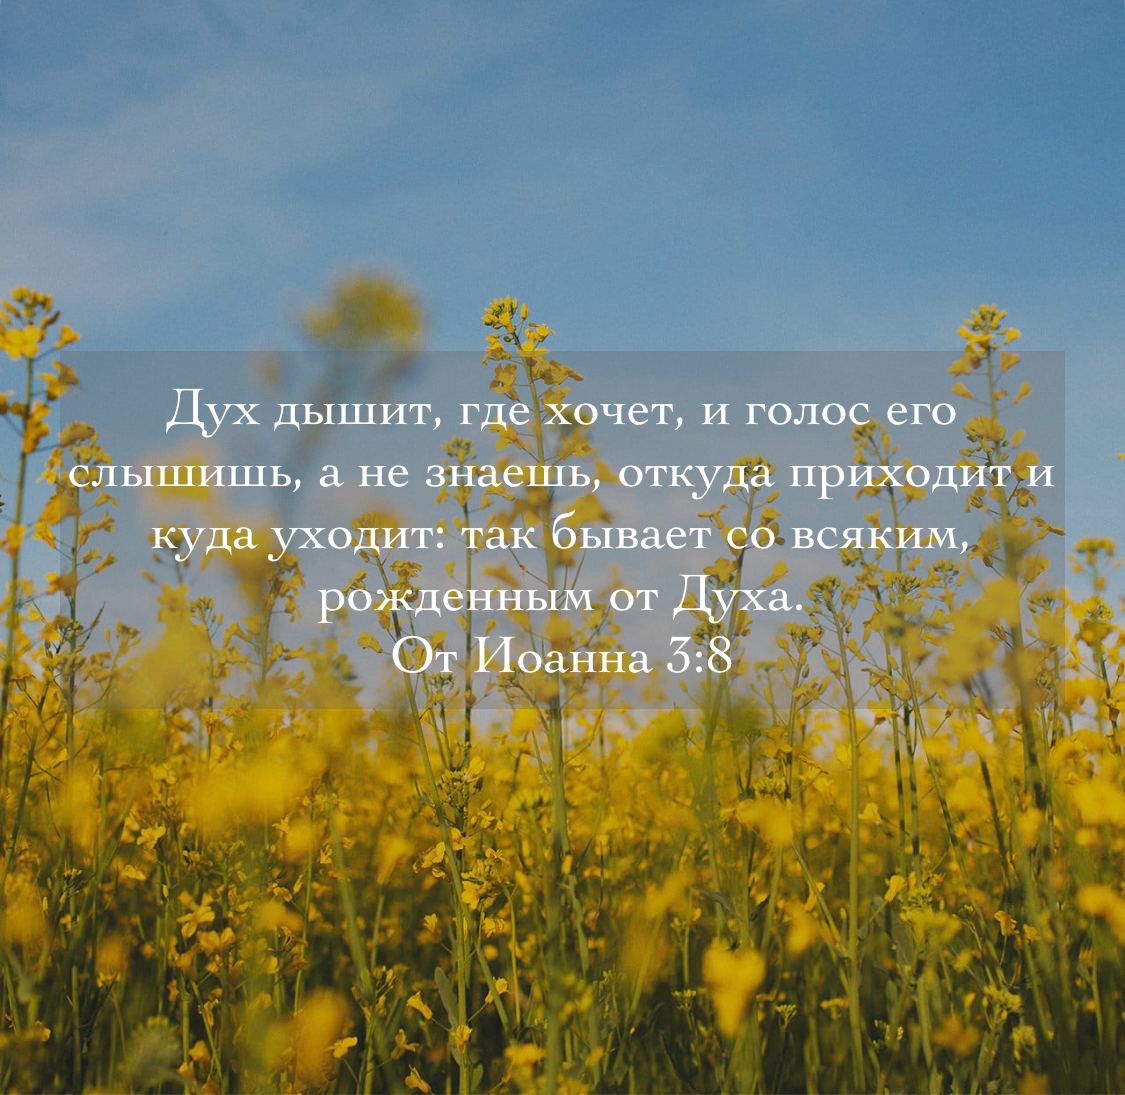 Дух дышит, где хочет, и голос его
слышишь, а не знаешь, откуда приходит и
куда уходит: так бывает со всяким,
рожденным от Духа.
От Иоанна 3:8